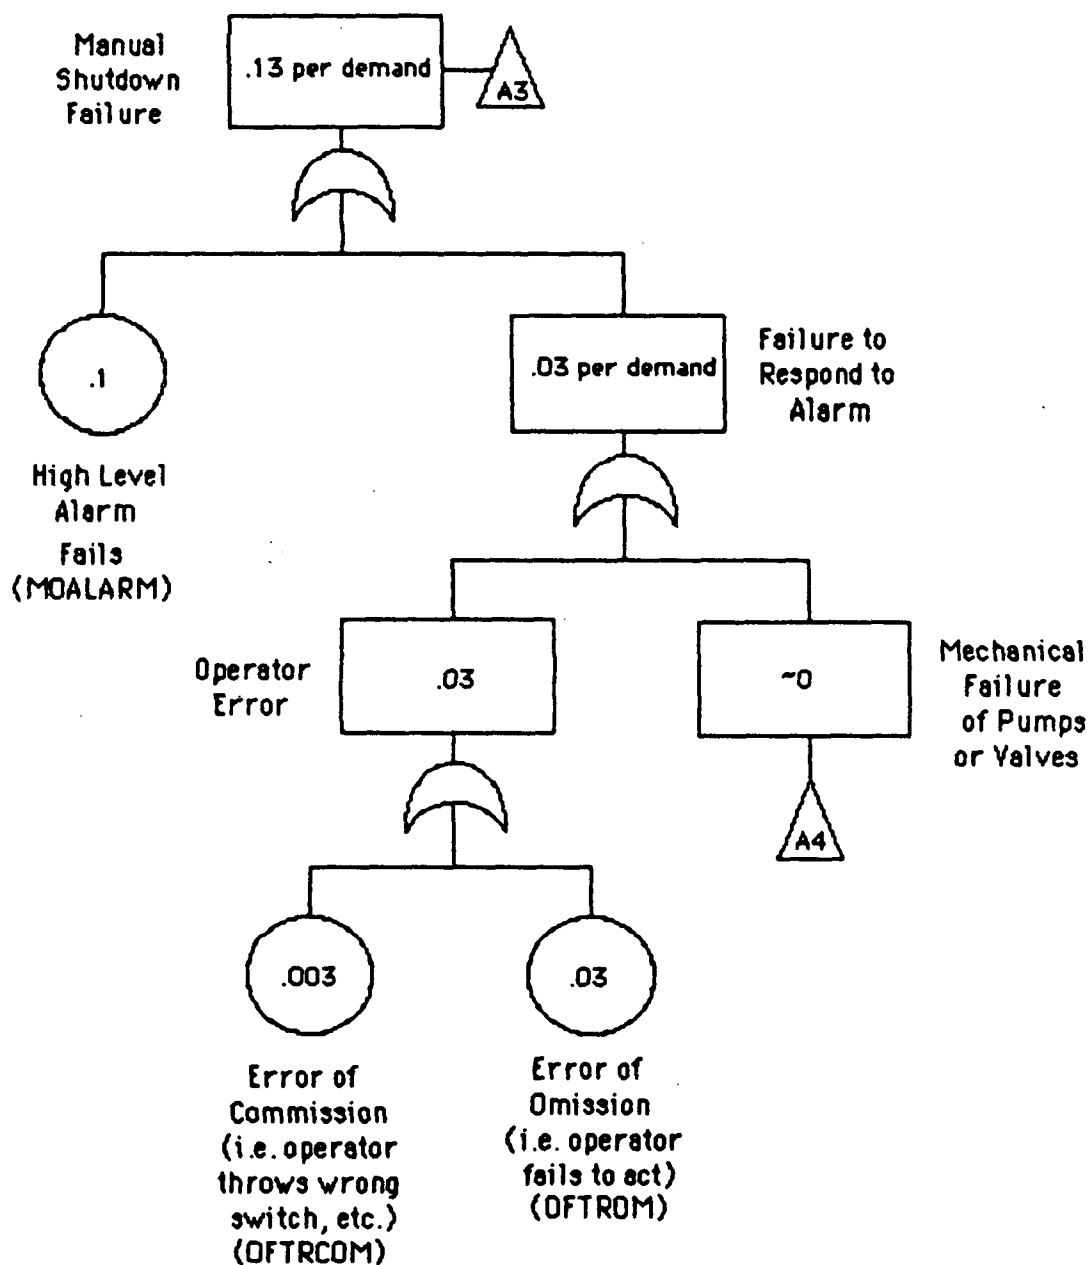 Manual
Shutdown
Failure
.13 per demand
A3
.1
High Level
Alarm
Fails
(MOALARM)
.03 per demand
Failure to
Respond to
Alarm
Operator
Error
.03
~0
Mechanical
Failure
of Pumps
or Valves
A4
.003
.03
Error of
Commission
(i.e. operator
throws wrong
switch, etc.)
(OFTRCOM)
Error of
Omission
(i.e. operator
fails to act)
(OFTROM)